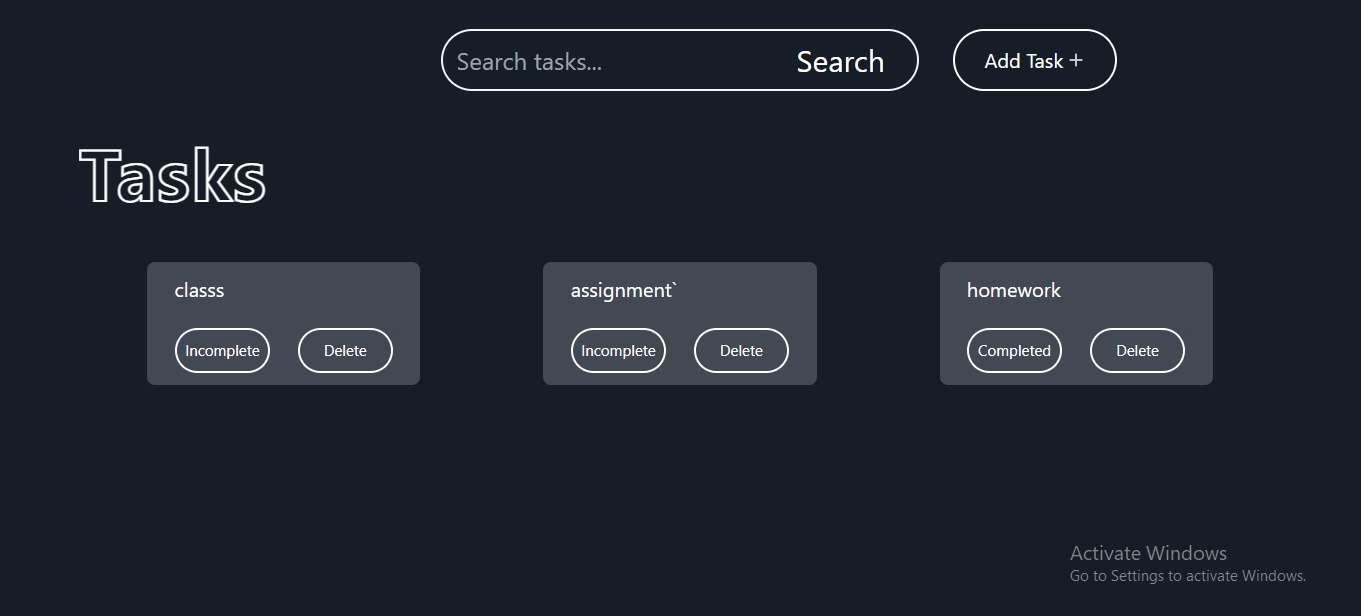 Search tasks... Search Add Task +
Tasks
classs assignment` homework
Incomplete Delete Incomplete Delete Completed Delete
Activate Windows
Go to Settings to activate Windows.